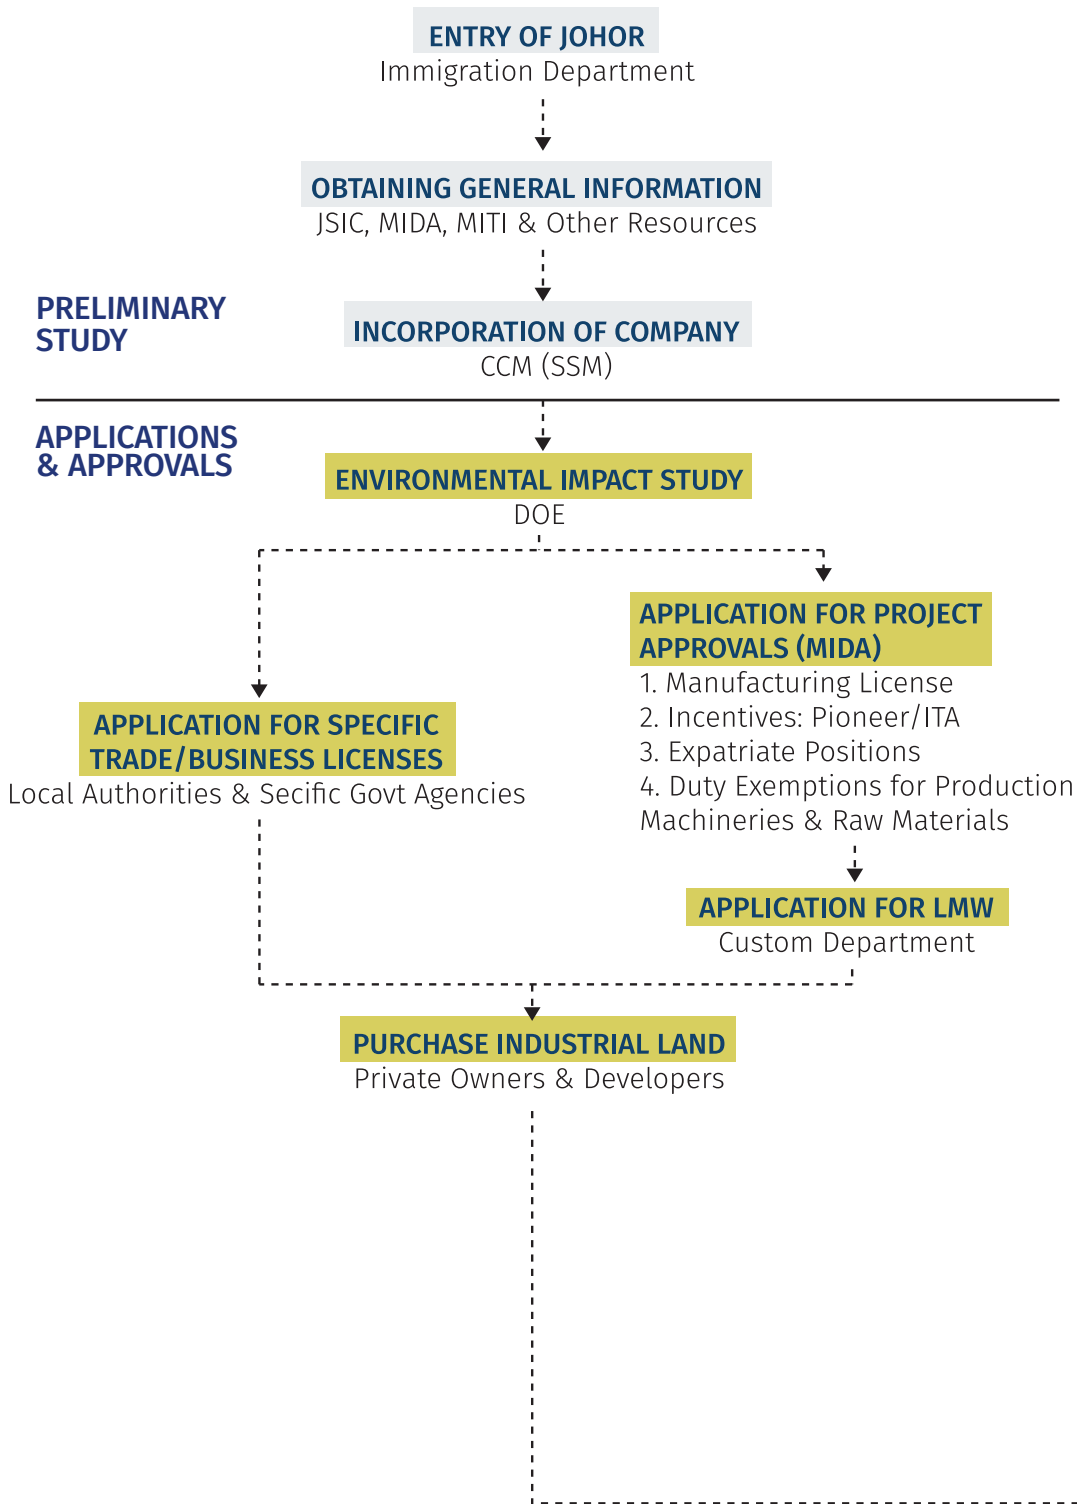 ENTRY OF JOHOR
Immigration Department
OBTAINING GENERAL INFORMATION
JSIC, MIDA, MITI & Other Resources
PRELIMINARY
STUDY
INCORPORATION OF COMPANY
CCM (SSM)
APPLICATIONS
& APPROVALS
ENVIRONMENTAL IMPACT STUDY
DOE
APPLICATION FOR SPECIFIC
TRADE/BUSINESS LICENSES
Local Authorities & Secific Govt Agencies
APPLICATION FOR PROJECT
APPROVALS (MIDA)
1. Manufacturing License
2. Incentives: Pioneer/ITA
3. Expatriate Positions
4. Duty Exemptions for Production
Machineries & Raw Materials
APPLICATION FOR LMW
Custom Department
PURCHASE INDUSTRIAL LAND
Private Owners & Developers